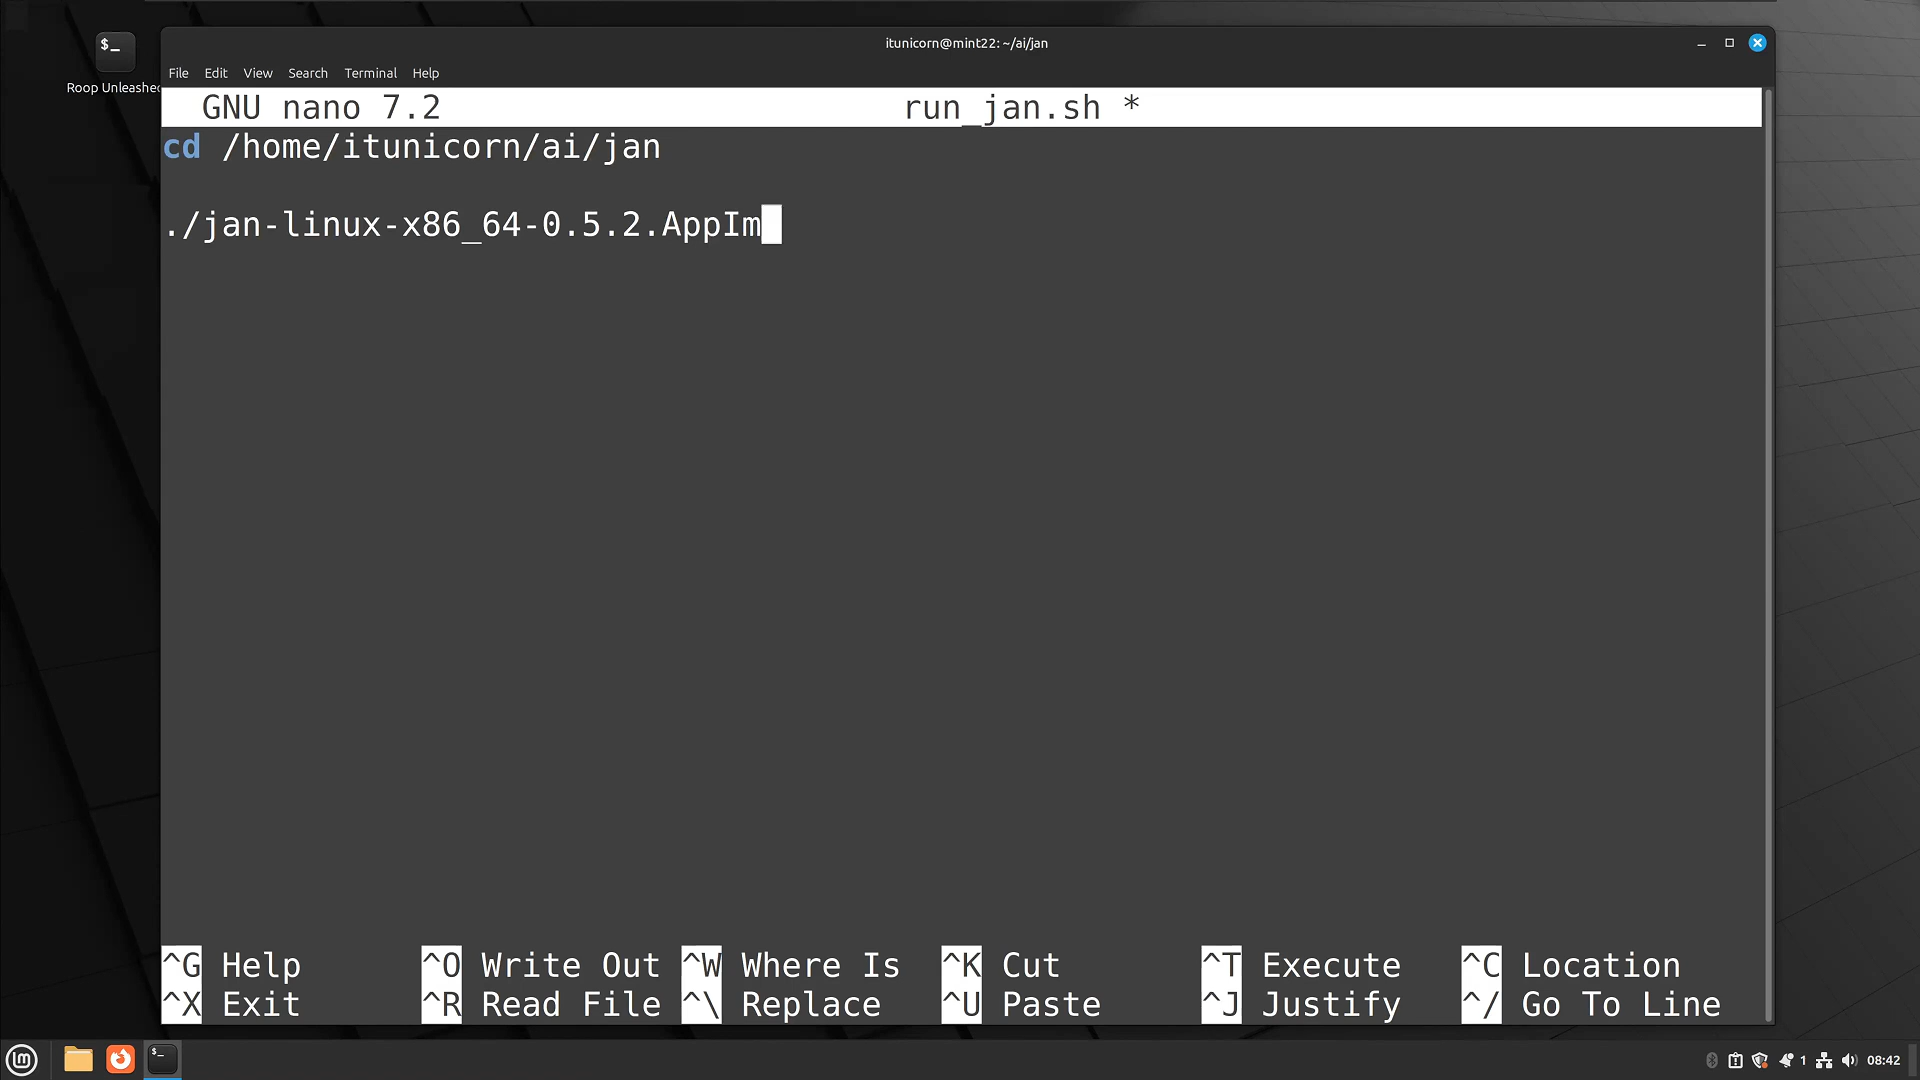 $_
Roop Unleashed
itunicorn@mint22: ~/ai/jan
File Edit View Search Terminal Help
GNU nano 7.2 run_jan.sh *
cd /home/itunicorn/ai/jan
./jan-linux-x86_64-0.5.2.AppIm
^G Help ^O Write Out ^W Where Is ^K Cut ^T Execute ^C Location
^X Exit ^R Read File ^\ Replace ^U Paste ^J Justify ^/ Go To Line
$_ 1 08:42